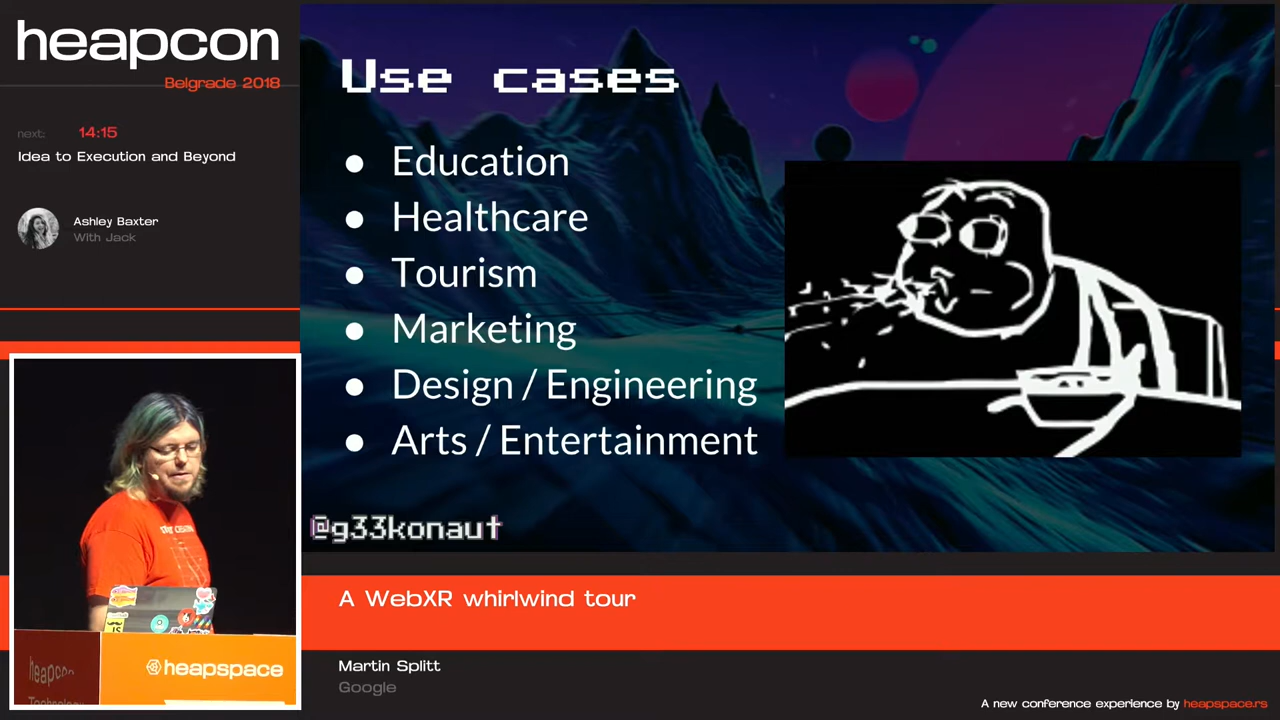 heapcon
Belgrade 2018
next: 14:15
Idea to Execution and Beyond
Ashley Baxter
With Jack
Use cases
● Education
● Healthcare
● Tourism
● Marketing
● Design / Engineering
● Arts / Entertainment
@g33konaut
JS
heapcon
heapspace
A WebXR whirlwind tour
Martin Splitt
Google
A new conference experience by heapspace.rs